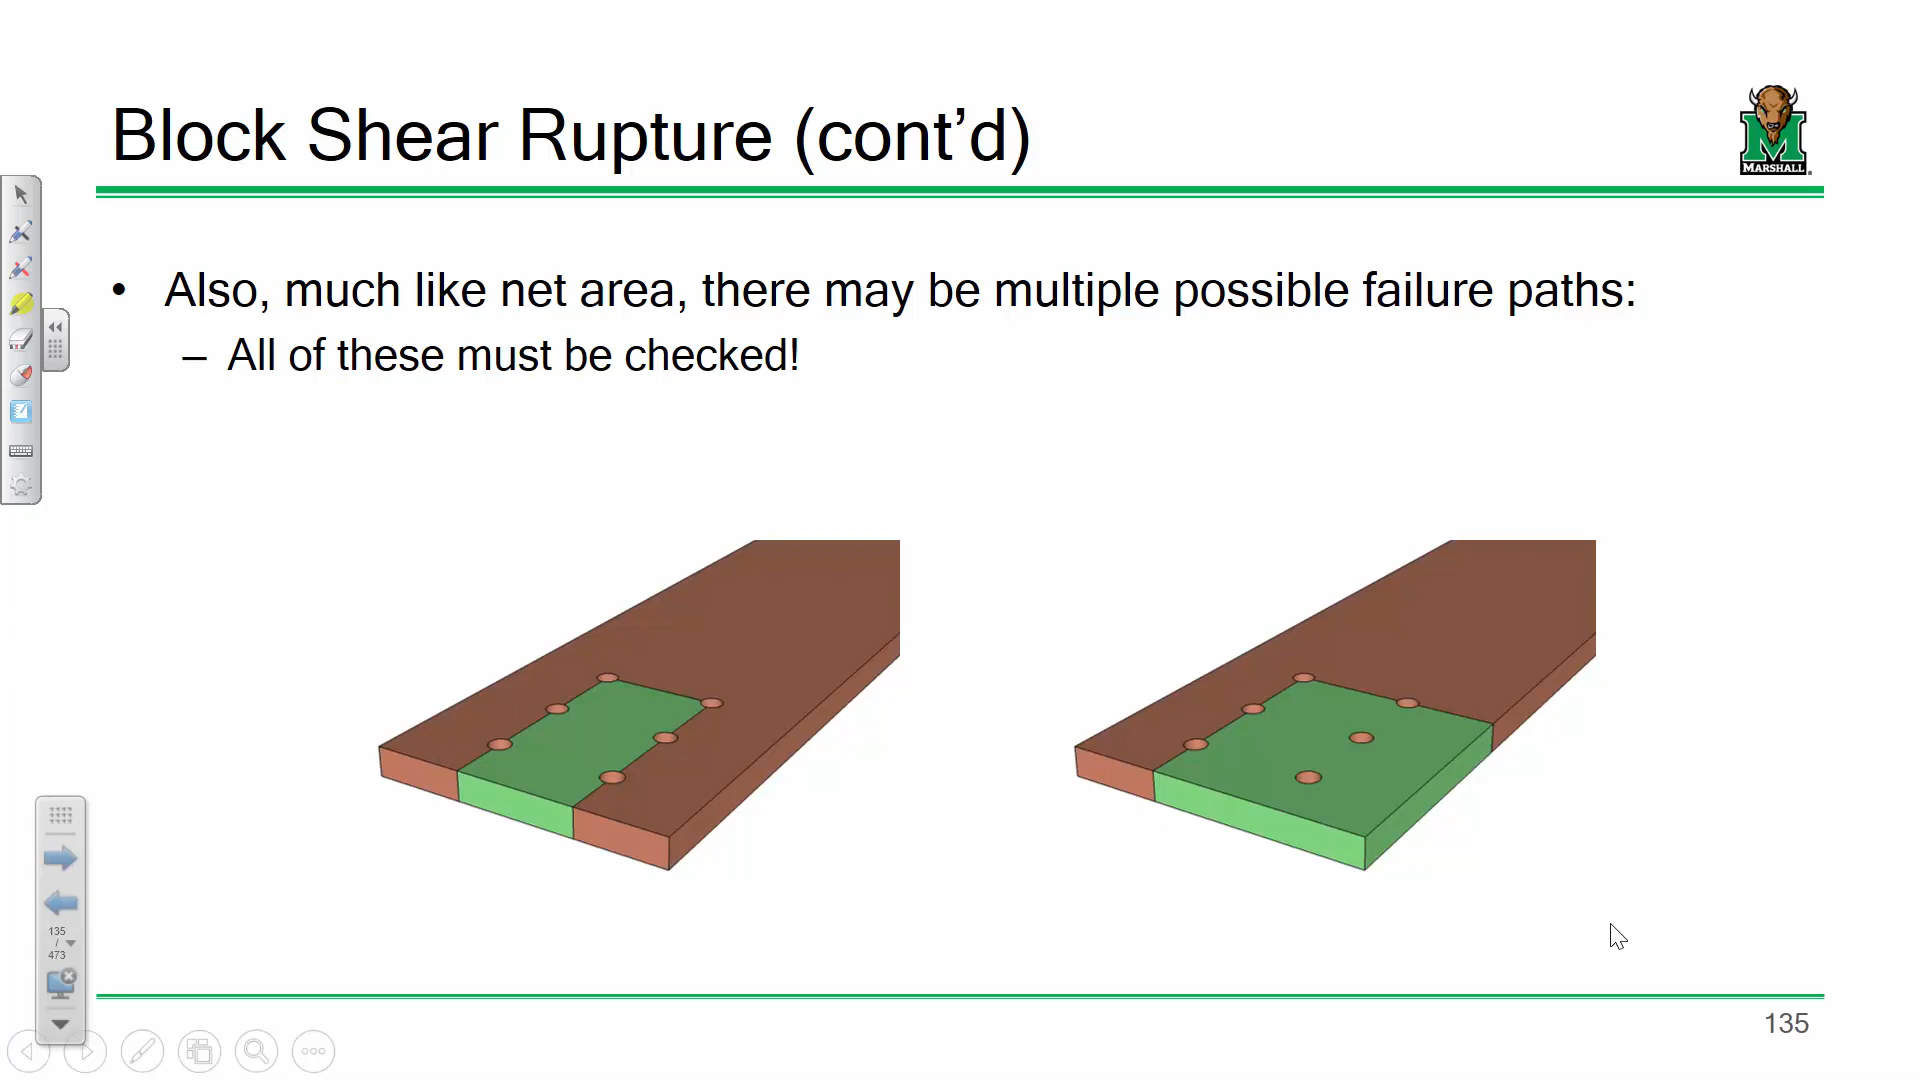 Block Shear Rupture (cont’d)
MARSHALL
• Also, much like net area, there may be multiple possible failure paths:
– All of these must be checked!
135
/
473
135